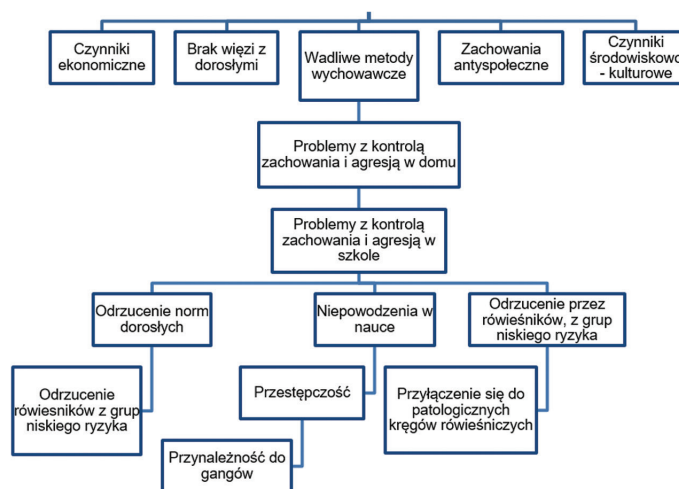 Czynniki
ekonomiczne
Brak więzi z
dorosłymi
Wadliwe metody
wychowawcze
Zachowania
antyspołeczne
Czynniki
środowiskowo
- kulturowe
Problemy z kontrolą
zachowania i agresją w domu
Problemy z kontrolą
zachowania i agresją w
szkole
Odrzucenie norm
dorosłych
Niepowodzenia w
nauce
Odrzucenie przez
rówieśników, z grup
niskiego ryzyka
Odrzucenie
rówiesników z grup
niskiego ryzyka
Przestępczość
Przyłączenie się do
patologicznych
kręgów rówieśniczych
Przynależność do
gangów